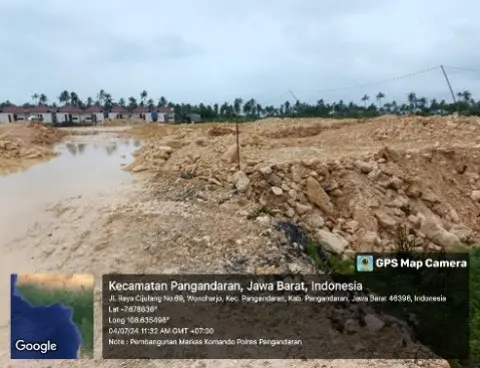 GPS Map Camera
Kecamatan Pangandaran, Jawa Barat, Indonesia
Jl. Raya Cijulang No.69, Wonoharjo, Kec. Pangandaran, Kab. Pangandaran, Jawa Barat 46396, Indonesia
Lat -7.678636°
Long 108.635498°
04/07/24 11:32 AM GMT +07:00
Note : Pembangunan Markas Komando Polres Pangandaran
Google